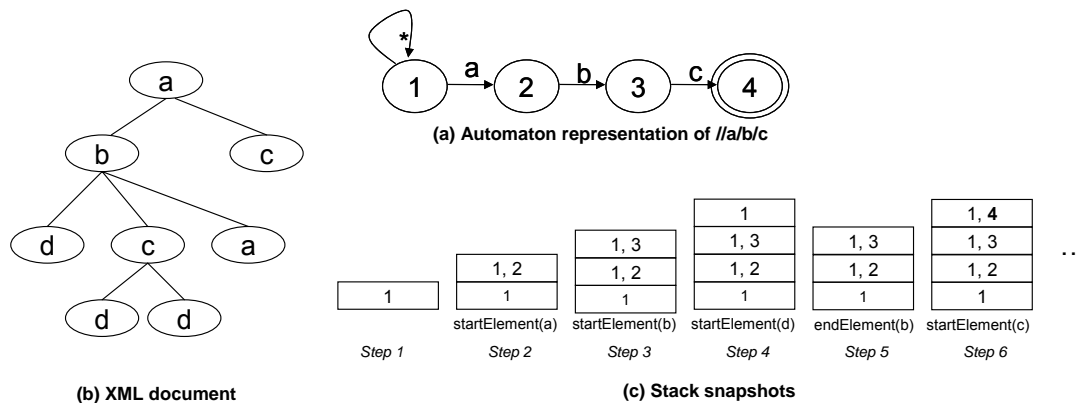 *
1 a 2 b 3 c 4
(a) Automaton representation of //a/b/c
a
b c
d c a
d d
(b) XML document
1
1, 2
1
1, 3
1, 2
1
1
1, 3
1, 2
1
1, 3
1, 2
1
1, 4
1, 3
1, 2
1
..
startElement(a) startElement(b) startElement(d) endElement(b) startElement(c)
Step 1 Step 2 Step 3 Step 4 Step 5 Step 6
(c) Stack snapshots